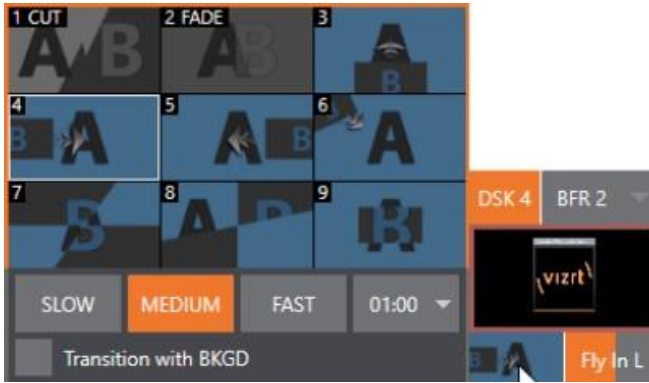 1 CUT
2 FADE
3
A B
A B
A
B
4
5
6
B A
A B
A
7
8
9
B
A B
B
DSK 4
BFR 2
vizrt
SLOW
MEDIUM
FAST
01:00
Transition with BKGD
B A
Fly In L